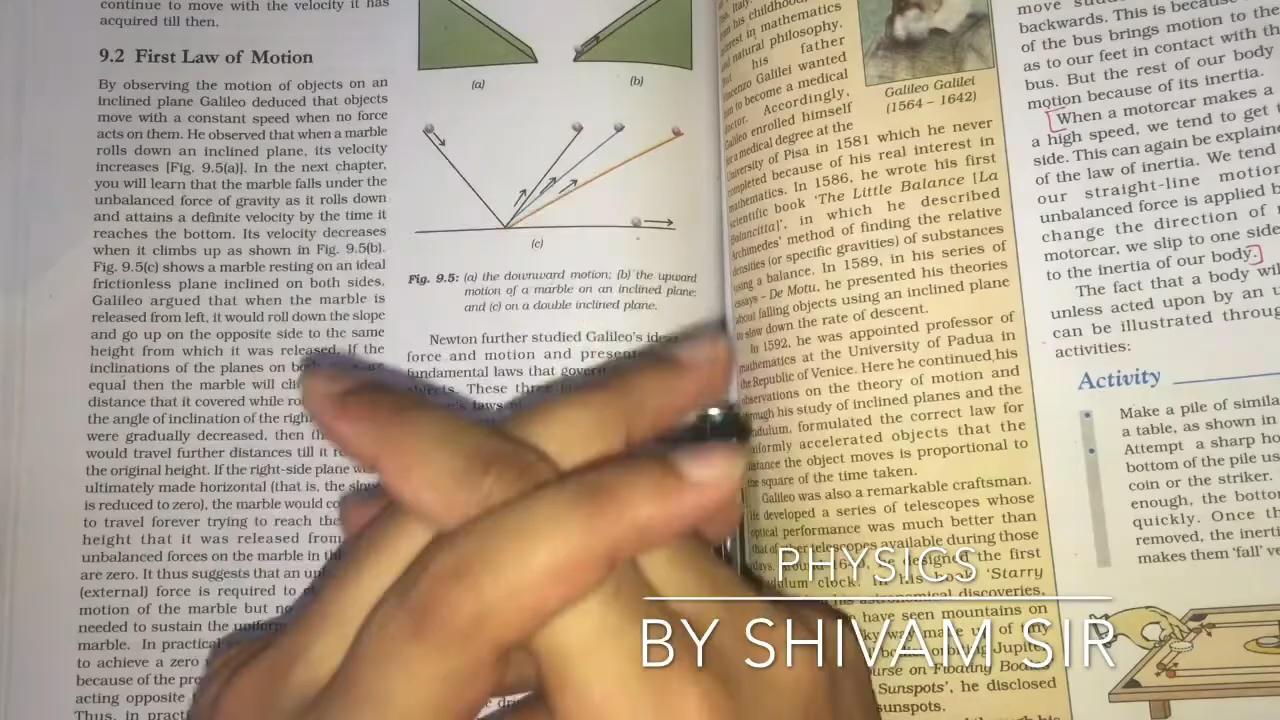 continue to move with the velocity it has
acquired till then.
9.2 First Law of Motion
By observing the motion of objects on an
inclined plane Galileo deduced that objects
move with a constant speed when no force
acts on them. He observed that when a marble
rolls down an inclined plane, its velocity
increases [Fig. 9.5(a)]. In the next chapter,
you will learn that the marble falls under the
unbalanced force of gravity as it rolls down
and attains a definite velocity by the time it
reaches the bottom. Its velocity decreases
when it climbs up as shown in Fig. 9.5(b).
Fig. 9.5(c) shows a marble resting on an ideal
frictionless plane inclined on both sides.
Galileo argued that when the marble is
released from left, it would roll down the slope
and go up on the opposite side to the same
height from which it was released. If the
inclinations of the planes on
equal then the marble will
distance that it covered while
the angle of inclination of the
were gradually decreased, then
would travel further distances till it
the original height. If the right-side plane
ultimately made horizontal (that is, the slope
is reduced to zero), the marble would
to travel forever trying to reach the
height that it was released from
unbalanced forces on the marble in
are zero. It thus suggests that an
(external) force is required to
motion of the marble but no
needed to sustain the uniform
marble. In practical
to achieve a zero
because of the
acting opposite
Thus, in
(a)
(b)
(c)
Fig. 9.5: (a) the downward motion; (b) the upward
motion of a marble on an inclined plane;
and (c) on a double inclined plane.
Newton further studied Galileo's
force and motion and
fundamental laws that
These three
laws
his childhood,
in mathematics
natural philosophy.
his father
Galilei wanted
to become a medical
Accordingly,
Galileo enrolled himself
for a medical degree at the
University of Pisa in 1581 which he never
completed because of his real interest in
mathematics. In 1586, he wrote his first
scientific book 'The Little Balance [La
Balancitta]', in which he described
Archimedes' method of finding the relative
densities (or specific gravities) of substances
using a balance. In 1589, in his series of
essays – De Motu, he presented his theories
about falling objects using an inclined plane
to slow down the rate of descent.
In 1592, he was appointed professor of
mathematics at the University of Padua in
the Republic of Venice. Here he continued his
observations on the theory of motion and
through his study of inclined planes and the
pendulum, formulated the correct law for
uniformly accelerated objects that the
distance the object moves is proportional to
the square of the time taken.
Galileo was also a remarkable craftsman.
He developed a series of telescopes whose
optical performance was much better than
that of other telescopes available during those
days. design of the first
clock. In his book 'Starry
his astronomical discoveries,
have seen mountains on
made up of tiny
Jupiter
on Floating
Sunspots', he disclosed
sunspots.
Galileo Galilei
(1564 – 1642)
move
backwards. This is because
of the bus brings motion to the
as to our feet in contact with the
bus. But the rest of our body
motion because of its inertia.
When a motorcar makes a
a high speed, we tend to get
side. This can again be explained
of the law of inertia. We tend
our straight-line motion
unbalanced force is applied
change the direction of
motorcar, we slip to one side
to the inertia of our body.
The fact that a body will
unless acted upon by an
can be illustrated through
activities:
Activity
Make a pile of similar
a table, as shown in
Attempt a sharp
bottom of the pile
coin or the striker.
enough, the bottom
quickly. Once the
removed, the inertia
makes them 'fall'
PHYSICS
BY SHIVAM SIR